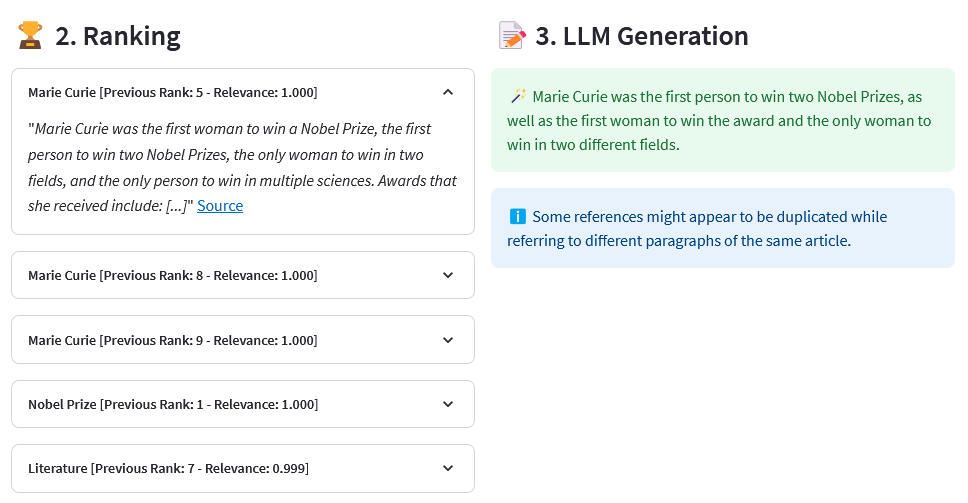 2. Ranking
Marie Curie [Previous Rank: 5 - Relevance: 1.000]
"Marie Curie was the first woman to win a Nobel Prize, the first
person to win two Nobel Prizes, the only woman to win in two
fields, and the only person to win in multiple sciences. Awards that
she received include: [...]" Source
Marie Curie [Previous Rank: 8 - Relevance: 1.000]
Marie Curie [Previous Rank: 9 - Relevance: 1.000]
Nobel Prize [Previous Rank: 1 - Relevance: 1.000]
Literature [Previous Rank: 7 - Relevance: 0.999]
3. LLM Generation
Marie Curie was the first person to win two Nobel Prizes, as
well as the first woman to win the award and the only woman to
win in two different fields.
Some references might appear to be duplicated while
referring to different paragraphs of the same article.